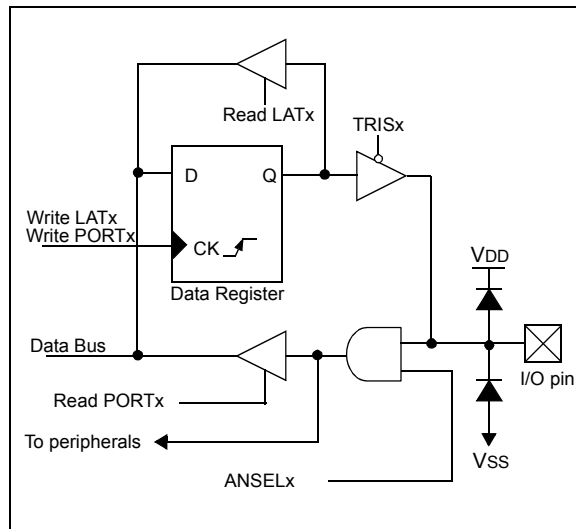 Read LATx
TRISx
D
Q
Write LATx
Write PORTx
CK
Data Register
VDD
Data Bus
I/O pin
Read PORTx
To peripherals
VSS
ANSELx